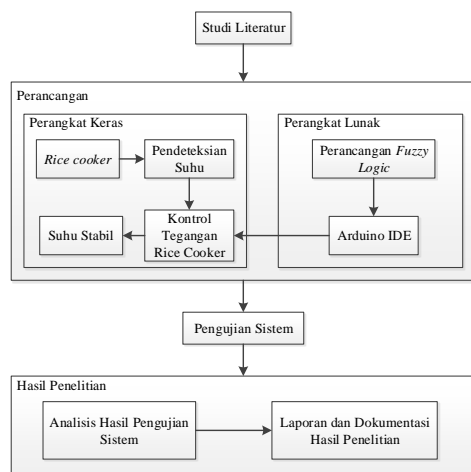 Studi Literatur
Perancangan
Perangkat Keras
Rice cooker
Pendeteksian
Suhu
Suhu Stabil
Kontrol
Tegangan
Rice Cooker
Perangkat Lunak
Perancangan Fuzzy
Logic
Arduino IDE
Pengujian Sistem
Hasil Penelitian
Analisis Hasil Pengujian
Sistem
Laporan dan Dokumentasi
Hasil Penelitian